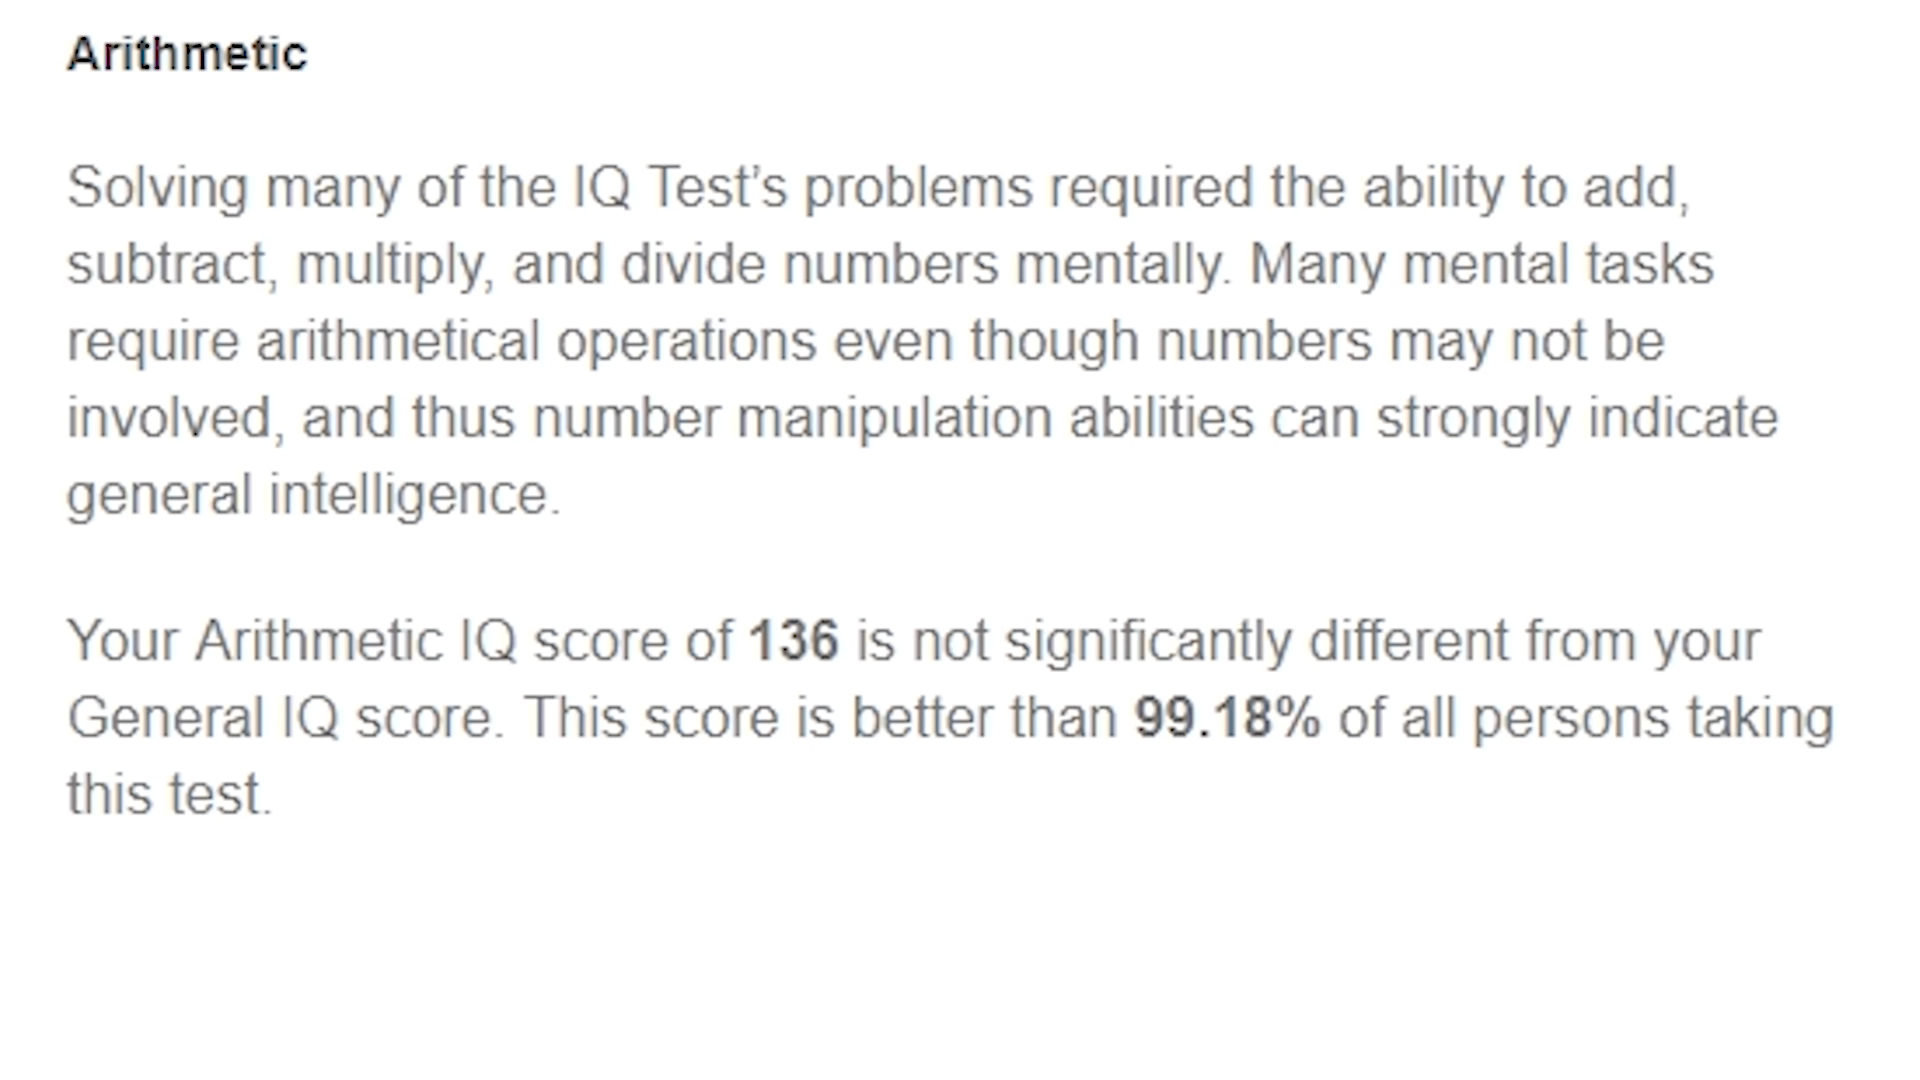 Arithmetic
Solving many of the IQ Test’s problems required the ability to add,
subtract, multiply, and divide numbers mentally. Many mental tasks
require arithmetical operations even though numbers may not be
involved, and thus number manipulation abilities can strongly indicate
general intelligence.
Your Arithmetic IQ score of 136 is not significantly different from your
General IQ score. This score is better than 99.18% of all persons taking
this test.